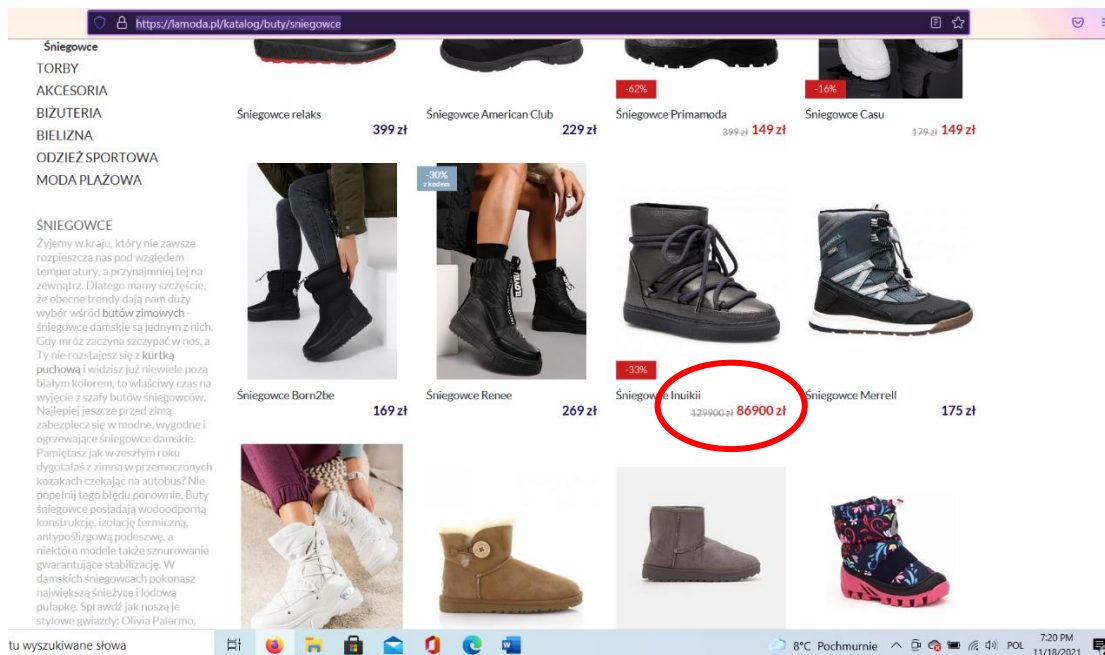 https://lamoda.pl/katalog/buty/sniegowce
Śniegowce
TORBY
AKCESORIA
BIŻUTERIA
BIELIZNA
ODZIEŻ SPORTOWA
MODA PLAŻOWA
ŚNIEGOWCE
Żyjemy w kraju, który nie zawsze
rozpieszcza nas pod względem
temperatury, a przynajmniej tej na
zewnątrz. Dlatego mamy szczęście,
że obecne trendy dają nam duży
wybór wśród butów zimowych -
śniegowce damskie są jednym z nich.
Gdy mróz zaczyna szczypać w nos, a
Ty nie rozstajesz się z kurtką
puchową i widzisz już niewiele poza
białym kolorem, to właściwy czas na
wyjęcie z szafy butów śniegowców.
Najlepiej jeszcze przed zimą
zabezpiecz się w modne, wygodne i
ogrzewające śniegowce damskie.
Pamiętasz jak w zeszłym roku
dygotałaś z zimna w przemoczonych
kozakach czekając na autobus? Nie
popełnij tego błędu ponownie. Buty
śniegowce posiadają wodoodporną
konstrukcję, izolację termiczną,
antypoślizgową podeszwę, a
niektóre modele także sznurowanie
gwarantujące stabilizację. W
damskich śniegowcach pokonasz
największą śnieżycę i lodową
pułapkę. Sprawdź jak noszą je
stylowe gwiazdy: Olivia Palermo,
-62%
-16%
Śniegowce relaks
399 zł
Śniegowce American Club
229 zł
Śniegowce Primamoda
399 zł 149 zł
Śniegowce Casu
179 zł 149 zł
-30%
z kodem
-33%
Śniegowce Born2be
169 zł
Śniegowce Renee
269 zł
Śniegowce Inuikii
129900 zł 86900 zł
Śniegowce Merrell
175 zł
tu wyszukiwane słowa
8°C Pochmurnie
POL
7:20 PM
11/18/2021